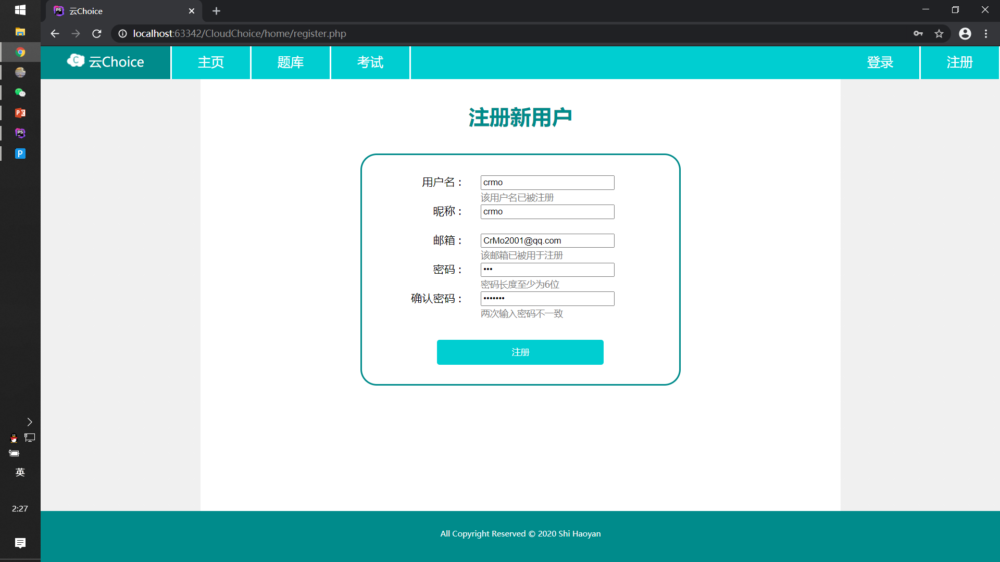 云Choice
localhost:63342/CloudChoice/home/register.php
云Choice
主页
题库
考试
登录
注册
注册新用户
用户名：
crmo
该用户名已被注册
昵称：
crmo
邮箱：
CrMo2001@qq.com
该邮箱已被用于注册
密码：
•••
密码长度至少为6位
确认密码：
•••••••
两次输入密码不一致
注册
英
2:27
All Copyright Reserved © 2020 Shi Haoyan